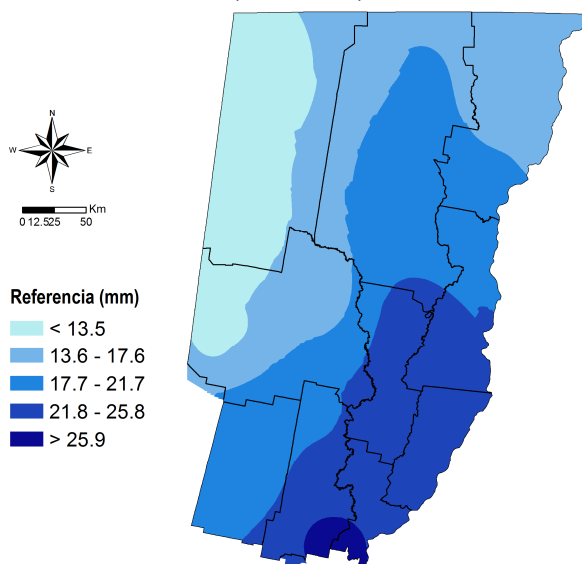 N
W E
S
Km
0 12.525 50
Referencia (mm)
< 13.5
13.6 - 17.6
17.7 - 21.7
21.8 - 25.8
> 25.9